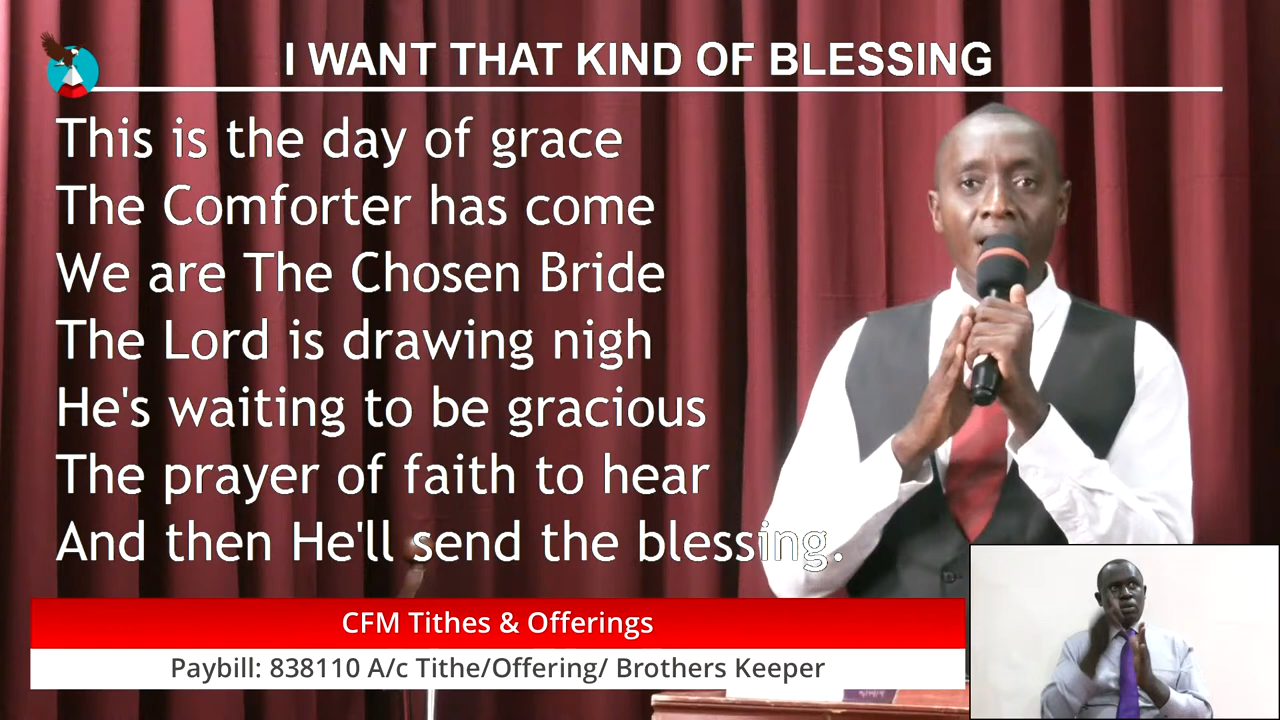 I WANT THAT KIND OF BLESSING
This is the day of grace
The Comforter has come
We are The Chosen Bride
The Lord is drawing nigh
He's waiting to be gracious
The prayer of faith to hear
And then He'll send the blessing.
CFM Tithes & Offerings
Paybill: 838110 A/c Tithe/Offering/ Brothers Keeper